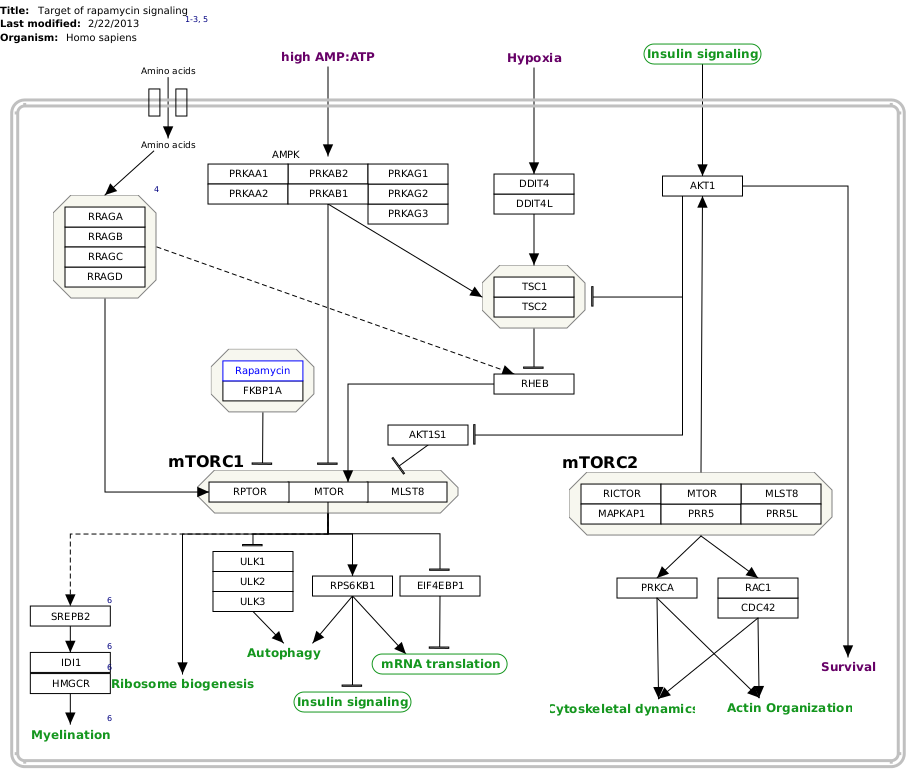 Title: Target of rapamycin signaling
1-3, 5
Last modified: 2/22/2013
Organism: Homo sapiens
high AMP:ATP
Hypoxia
Insulin signaling
Amino acids
Amino acids
AMPK
PRKAA1 PRKAB2 PRKAG1
PRKAA2 PRKAB1 PRKAG2
PRKAG3
DDIT4
DDIT4L
AKT1
4
RRAGA
RRAGB
RRAGC
RRAGD
TSC1
TSC2
Rapamycin
FKBP1A
RHEB
AKT1S1
mTORC1
RPTOR MTOR MLST8
mTORC2
RICTOR MTOR MLST8
MAPKAP1 PRR5 PRR5L
ULK1
ULK2
ULK3
RPS6KB1
EIF4EBP1
PRKCA
RAC1
CDC42
6
SREPB2
6
IDI1
6
HMGCR
6
Myelination
Ribosome biogenesis
Autophagy
mRNA translation
Insulin signaling
Survival
Cytoskeletal dynamics
Actin Organization